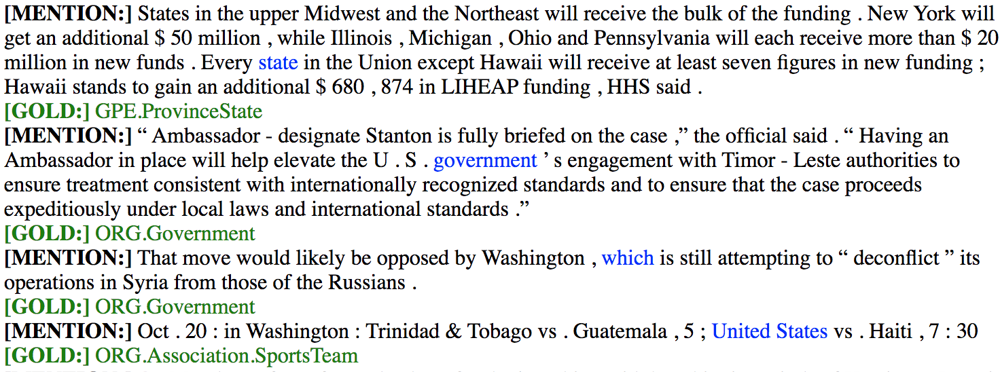 [MENTION:] States in the upper Midwest and the Northeast will receive the bulk of the funding . New York will
get an additional $ 50 million , while Illinois , Michigan , Ohio and Pennsylvania will each receive more than $ 20
million in new funds . Every state in the Union except Hawaii will receive at least seven figures in new funding ;
Hawaii stands to gain an additional $ 680 , 874 in LIHEAP funding , HHS said .
[GOLD:] GPE.ProvinceState
[MENTION:] “ Ambassador - designate Stanton is fully briefed on the case ,” the official said . “ Having an
Ambassador in place will help elevate the U . S . government ’ s engagement with Timor - Leste authorities to
ensure treatment consistent with internationally recognized standards and to ensure that the case proceeds
expeditiously under local laws and international standards .”
[GOLD:] ORG.Government
[MENTION:] That move would likely be opposed by Washington , which is still attempting to “ deconflict ” its
operations in Syria from those of the Russians .
[GOLD:] ORG.Government
[MENTION:] Oct . 20 : in Washington : Trinidad & Tobago vs . Guatemala , 5 ; United States vs . Haiti , 7 : 30
[GOLD:] ORG.Association.SportsTeam